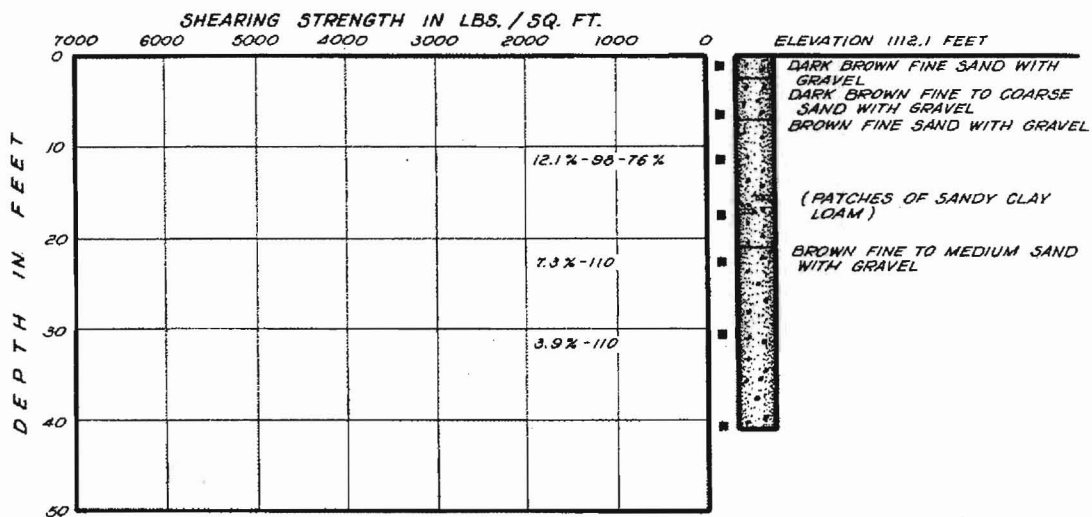 SHEARING STRENGTH IN LBS. / SQ. FT.
7000 6000 5000 4000 3000 2000 1000 0
ELEVATION 1112.1 FEET
DEPTH IN FEET
0
10
20
30
40
50
DARK BROWN FINE SAND WITH
GRAVEL
DARK BROWN FINE TO COARSE
SAND WITH GRAVEL
BROWN FINE SAND WITH GRAVEL
12.1%-98-76%
(PATCHES OF SANDY CLAY
LOAM)
BROWN FINE TO MEDIUM SAND
WITH GRAVEL
7.3%-110
3.9%-110